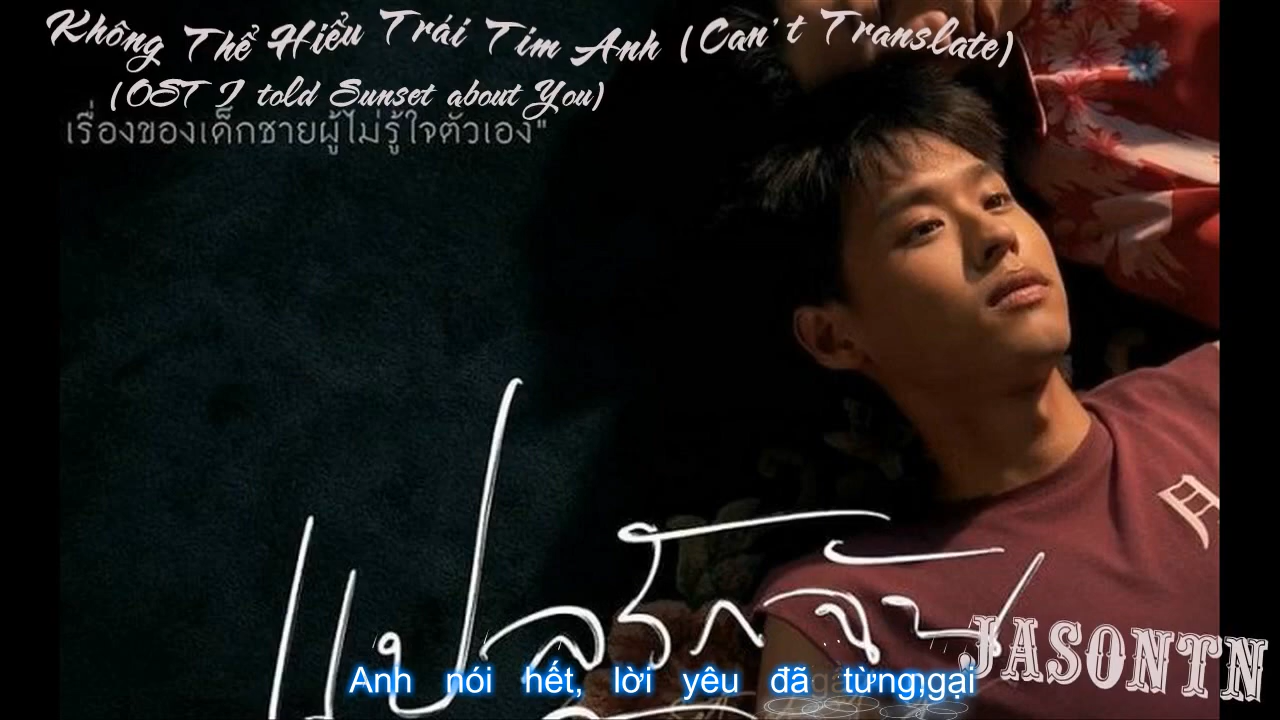 Không Thể Hiểu Trái Tim Anh (Can't Translate)
(OST I told Sunset about You)
เรื่องของเด็กชายผู้ไม่รู้ใจตัวเอง"
แปลรักฉัน
JASONTN
Anh nói hết, lời yêu đã từng